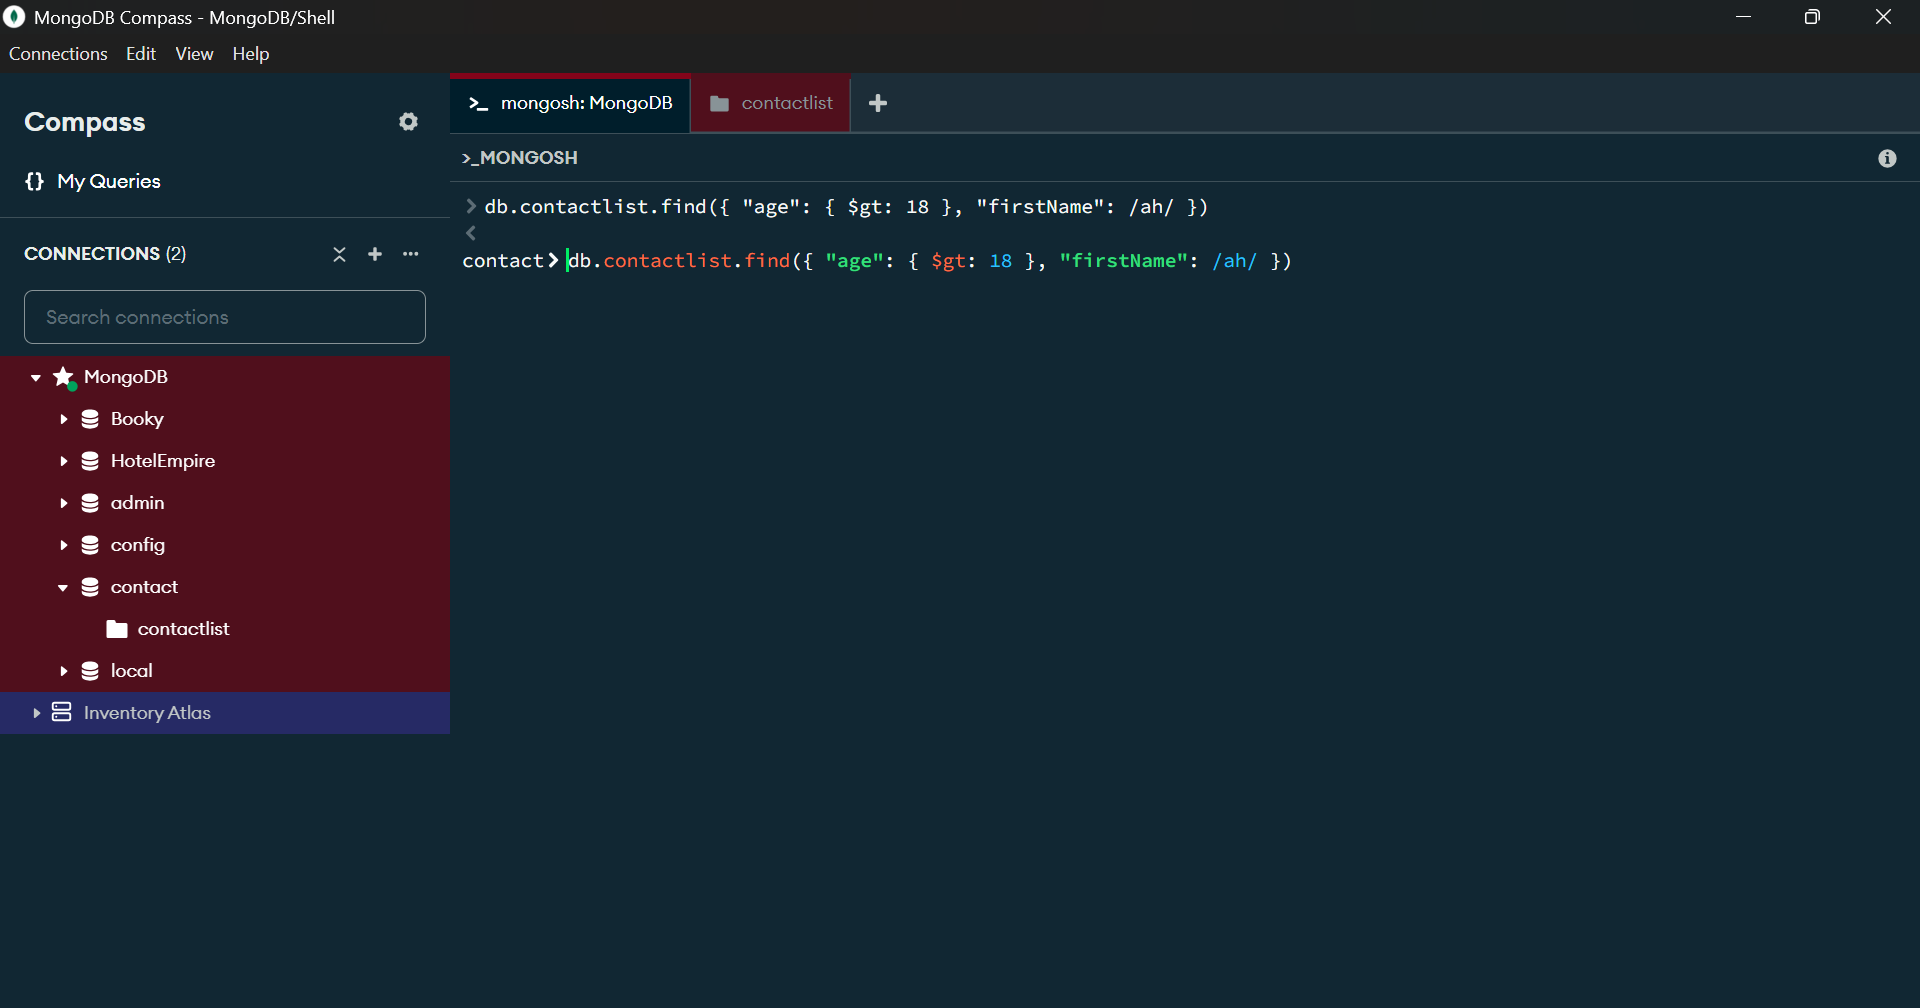 MongoDB Compass - MongoDB/Shell
Connections Edit View Help
Compass
{} My Queries
CONNECTIONS (2)
Search connections
MongoDB
Booky
HotelEmpire
admin
config
contact
contactlist
local
Inventory Atlas
>_ mongosh: MongoDB
contactlist
>_MONGOSH
> db.contactlist.find({ "age": { $gt: 18 }, "firstName": /ah/ })
<
contact> db.contactlist.find({ "age": { $gt: 18 }, "firstName": /ah/ })